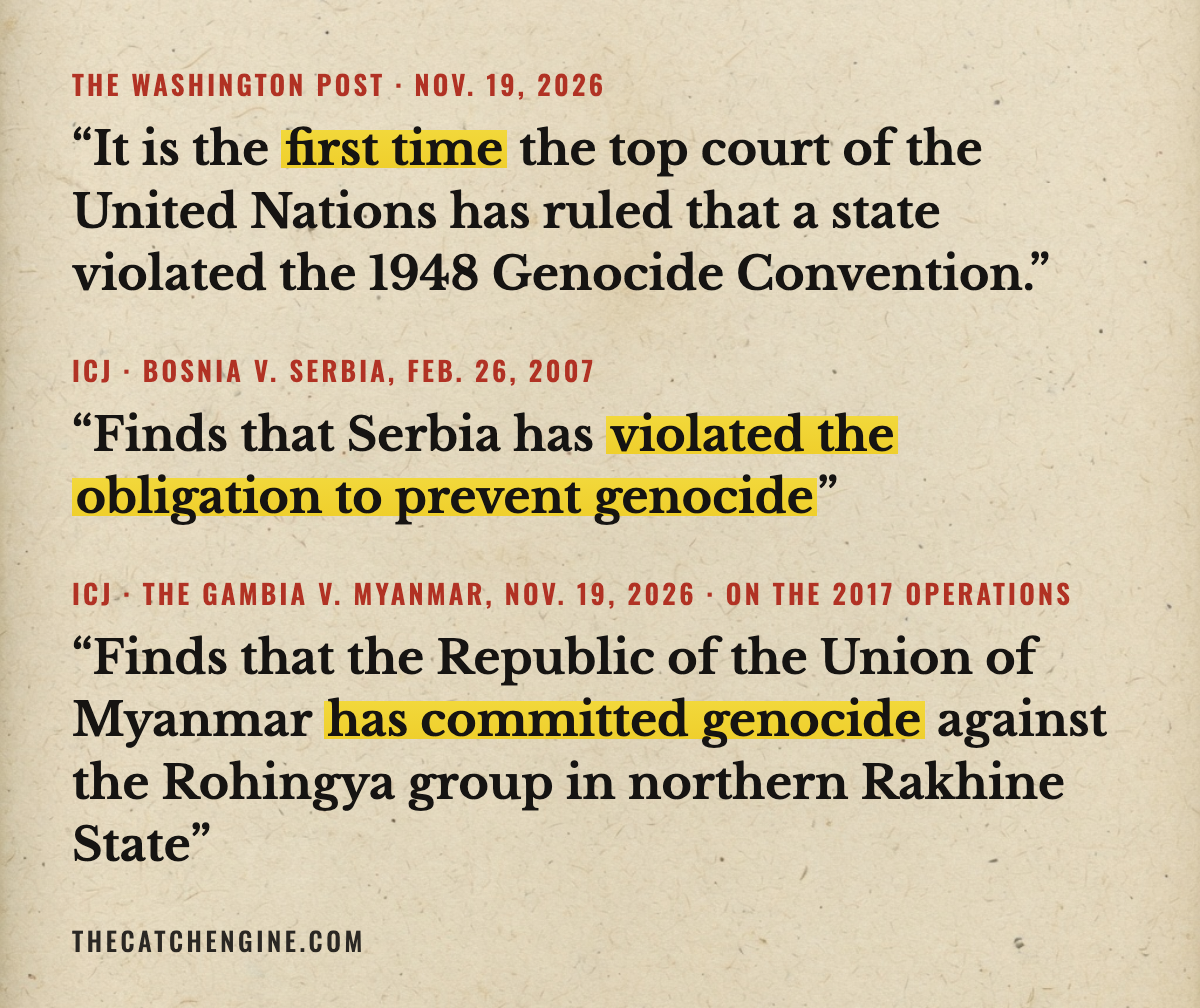 THE WASHINGTON POST · NOV. 19, 2026
“It is the first time the top court of the
United Nations has ruled that a state
violated the 1948 Genocide Convention.”
ICJ · BOSNIA V. SERBIA, FEB. 26, 2007
“Finds that Serbia has violated the
obligation to prevent genocide”
ICJ · THE GAMBIA V. MYANMAR, NOV. 19, 2026 · ON THE 2017 OPERATIONS
“Finds that the Republic of the Union of
Myanmar has committed genocide against
the Rohingya group in northern Rakhine
State”
THECATCHENGINE.COM